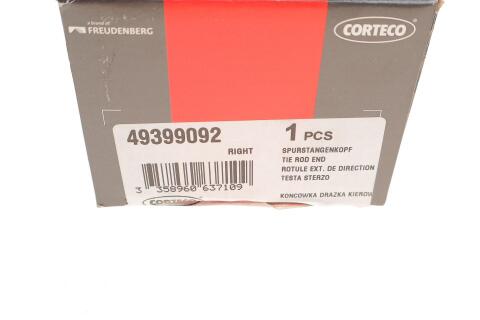 a brand of
FREUDENBERG
CORTECO
49399092
RIGHT
1 PCS
SPURSTANGENKOPF
TIE ROD END
ROTULE EXT. DE DIRECTION
TESTA STERZO
KONCOWKA DRAZKA KIEROW
3 358960 637109
CORTECO